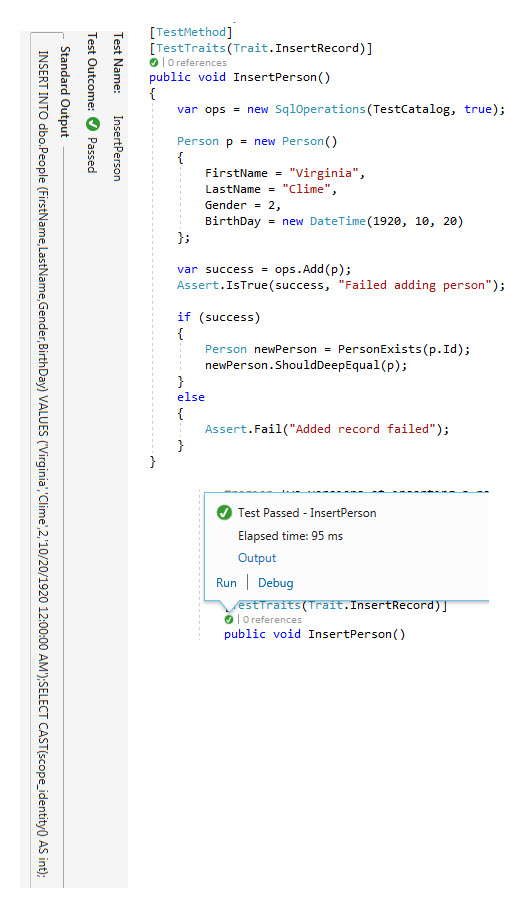 [TestMethod]
[TestTraits(Trait.InsertRecord)]
0 references
public void InsertPerson()
{
var ops = new SqlOperations(TestCatalog, true);
Person p = new Person()
{
FirstName = "Virginia",
LastName = "Clime",
Gender = 2,
BirthDay = new DateTime(1920, 10, 20)
};
var success = ops.Add(p);
Assert.IsTrue(success, "Failed adding person");
if (success)
{
Person newPerson = PersonExists(p.Id);
newPerson.ShouldDeepEqual(p);
}
else
{
Assert.Fail("Added record failed");
}
}
Test Name: InsertPerson
Test Outcome: Passed
Standard Output
INSERT INTO dbo.People (FirstName,LastName,Gender,BirthDay) VALUES ('Virginia','Clime',2,'10/20/1920 12:00:00 AM');SELECT CAST(scope_identity() AS int);
Test Passed - InsertPerson
Elapsed time: 95 ms
Output
Run | Debug
[TestTraits(Trait.InsertRecord)]
0 references
public void InsertPerson()